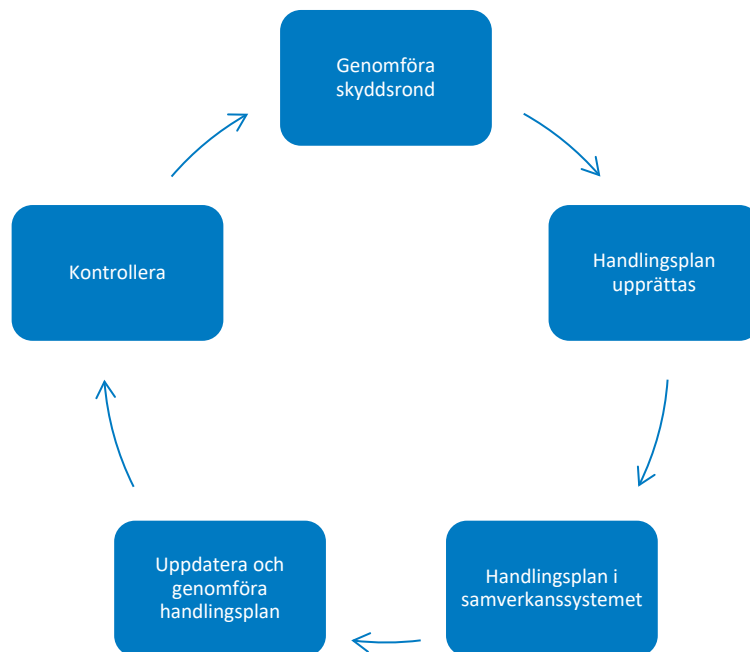 Genomföra
skyddsrond
Handlingsplan
upprättas
Handlingsplan i
samverkanssystemet
Uppdatera och
genomföra
handlingsplan
Kontrollera